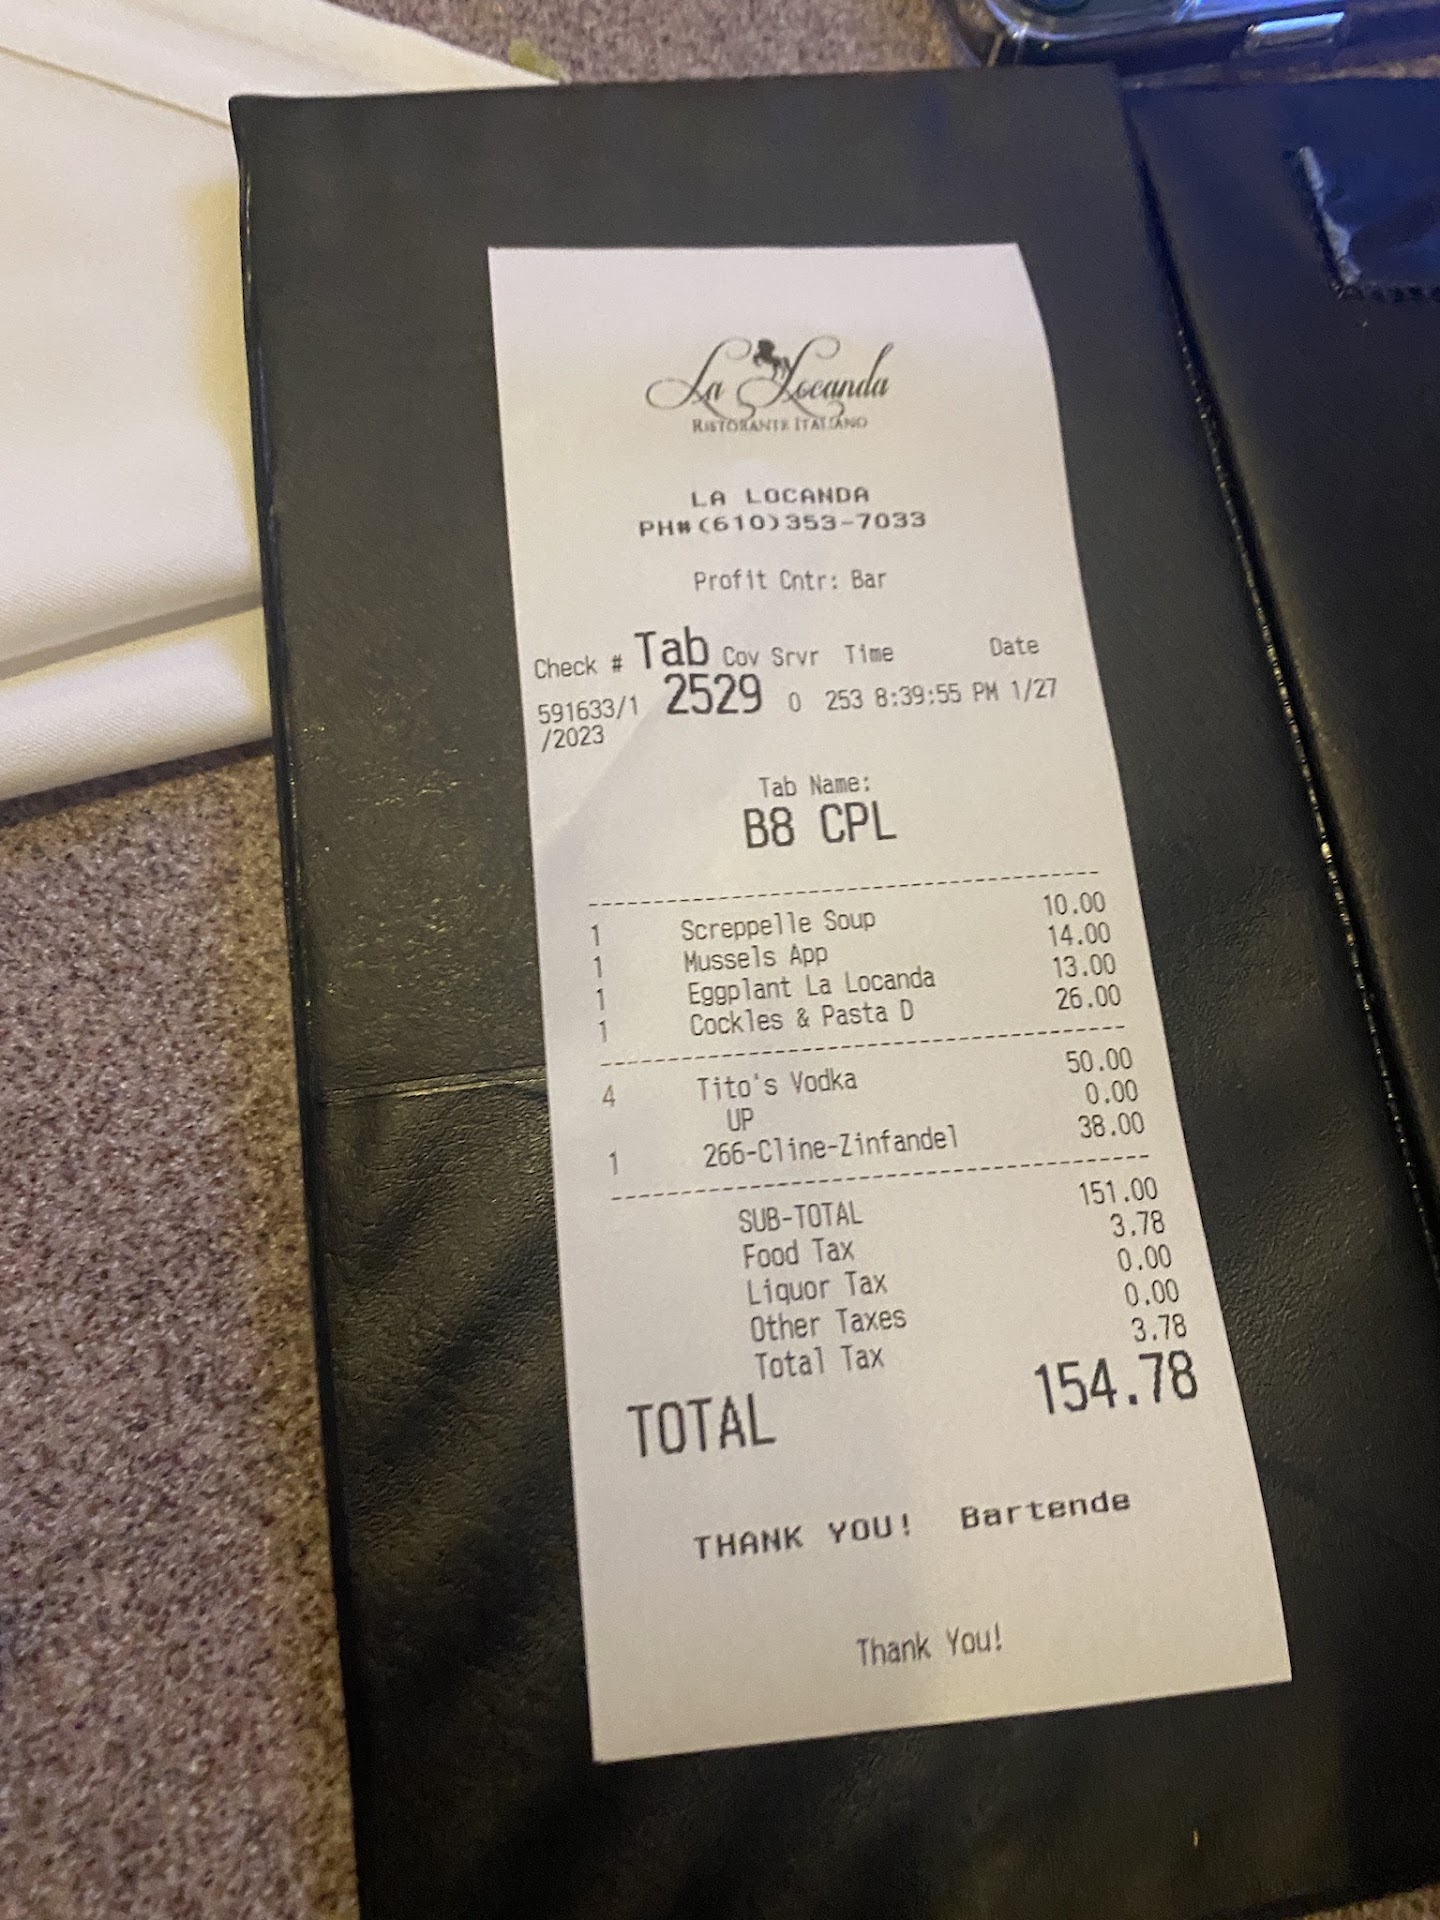 La Locanda
RISTORANTE ITALIANO
LA LOCANDA
PH#(610)353-7033
Profit Cntr: Bar
Check # Tab Cov Srvr Time Date
591633/1 2529 0 253 8:39:55 PM 1/27
/2023
Tab Name:
B8 CPL
1 Screppelle Soup 10.00
1 Mussels App 14.00
1 Eggplant La Locanda 13.00
1 Cockles & Pasta D 26.00
4 Tito's Vodka 50.00
UP 0.00
1 266-Cline-Zinfandel 38.00
SUB-TOTAL 151.00
Food Tax 3.78
Liquor Tax 0.00
Other Taxes 0.00
Total Tax 3.78
TOTAL 154.78
THANK YOU! Bartende
Thank You!